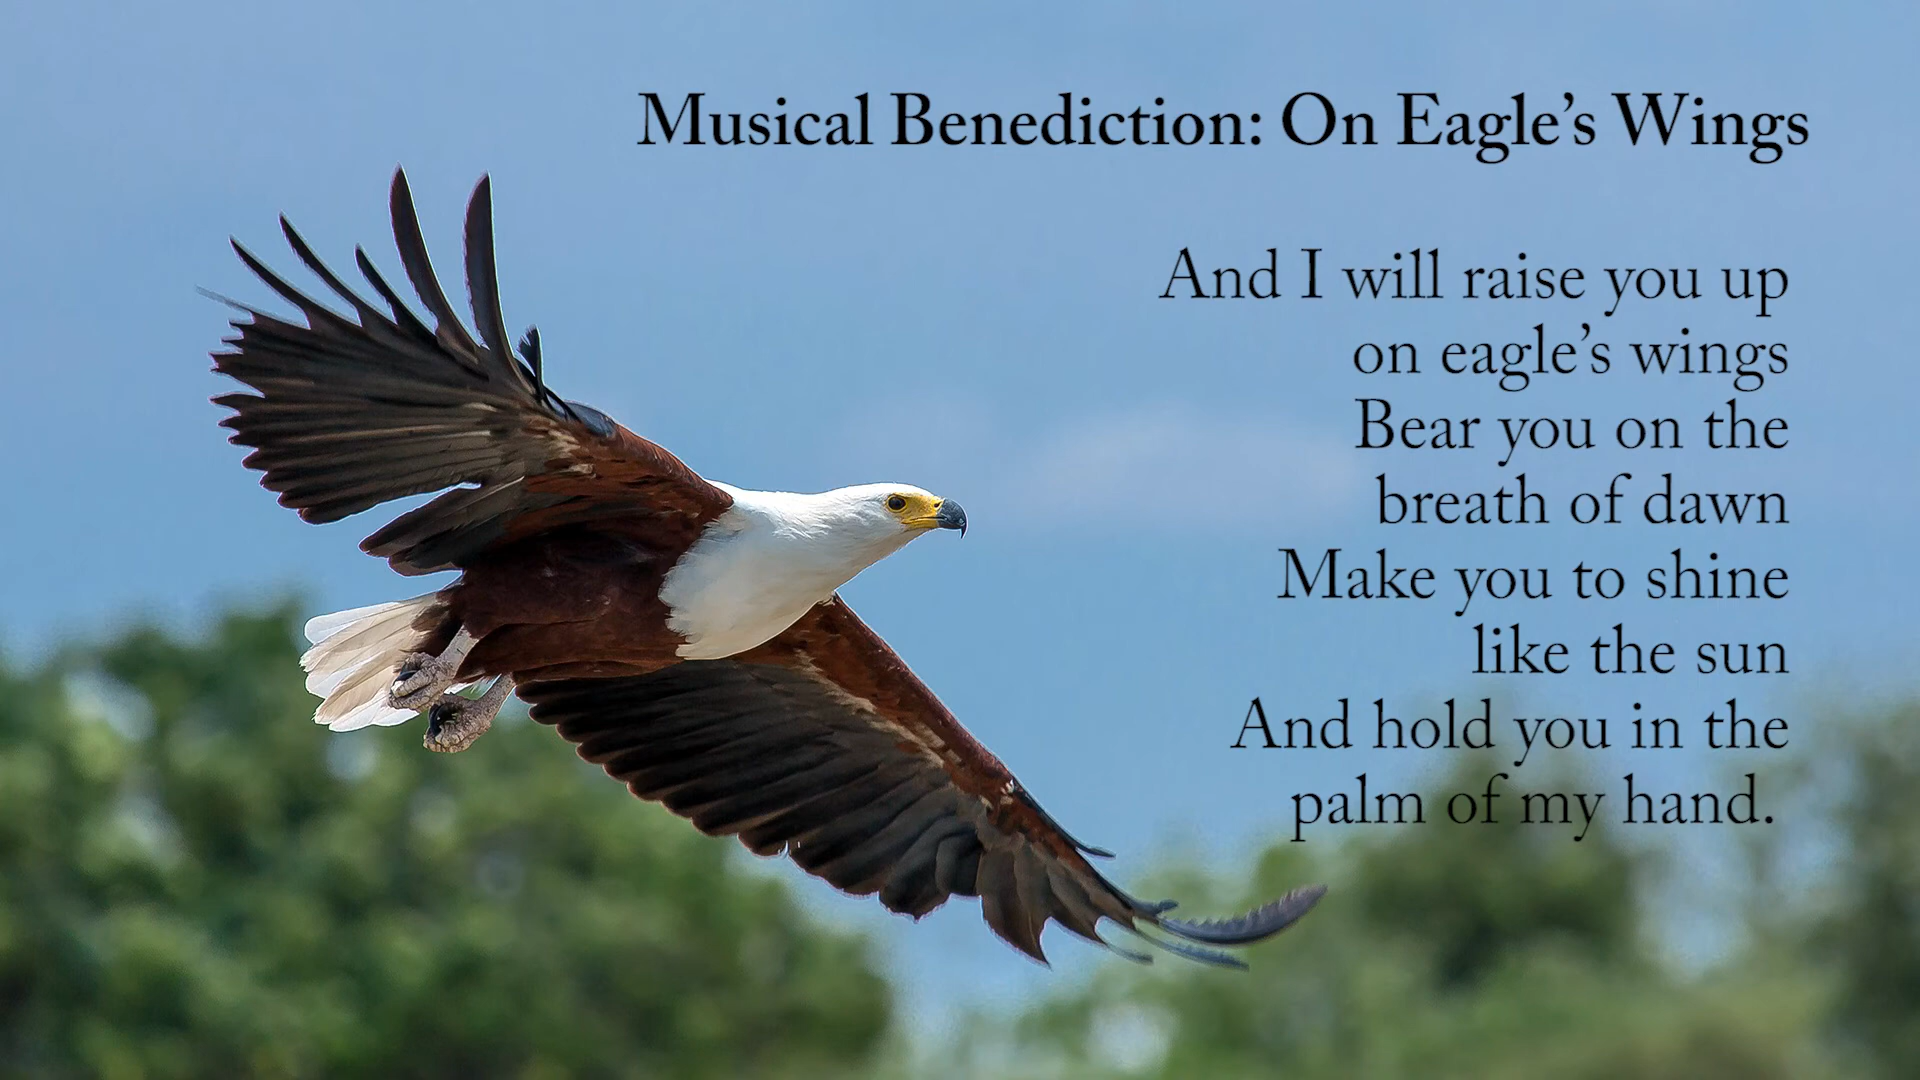 Musical Benediction: On Eagle’s Wings
And I will raise you up
on eagle’s wings
Bear you on the
breath of dawn
Make you to shine
like the sun
And hold you in the
palm of my hand.